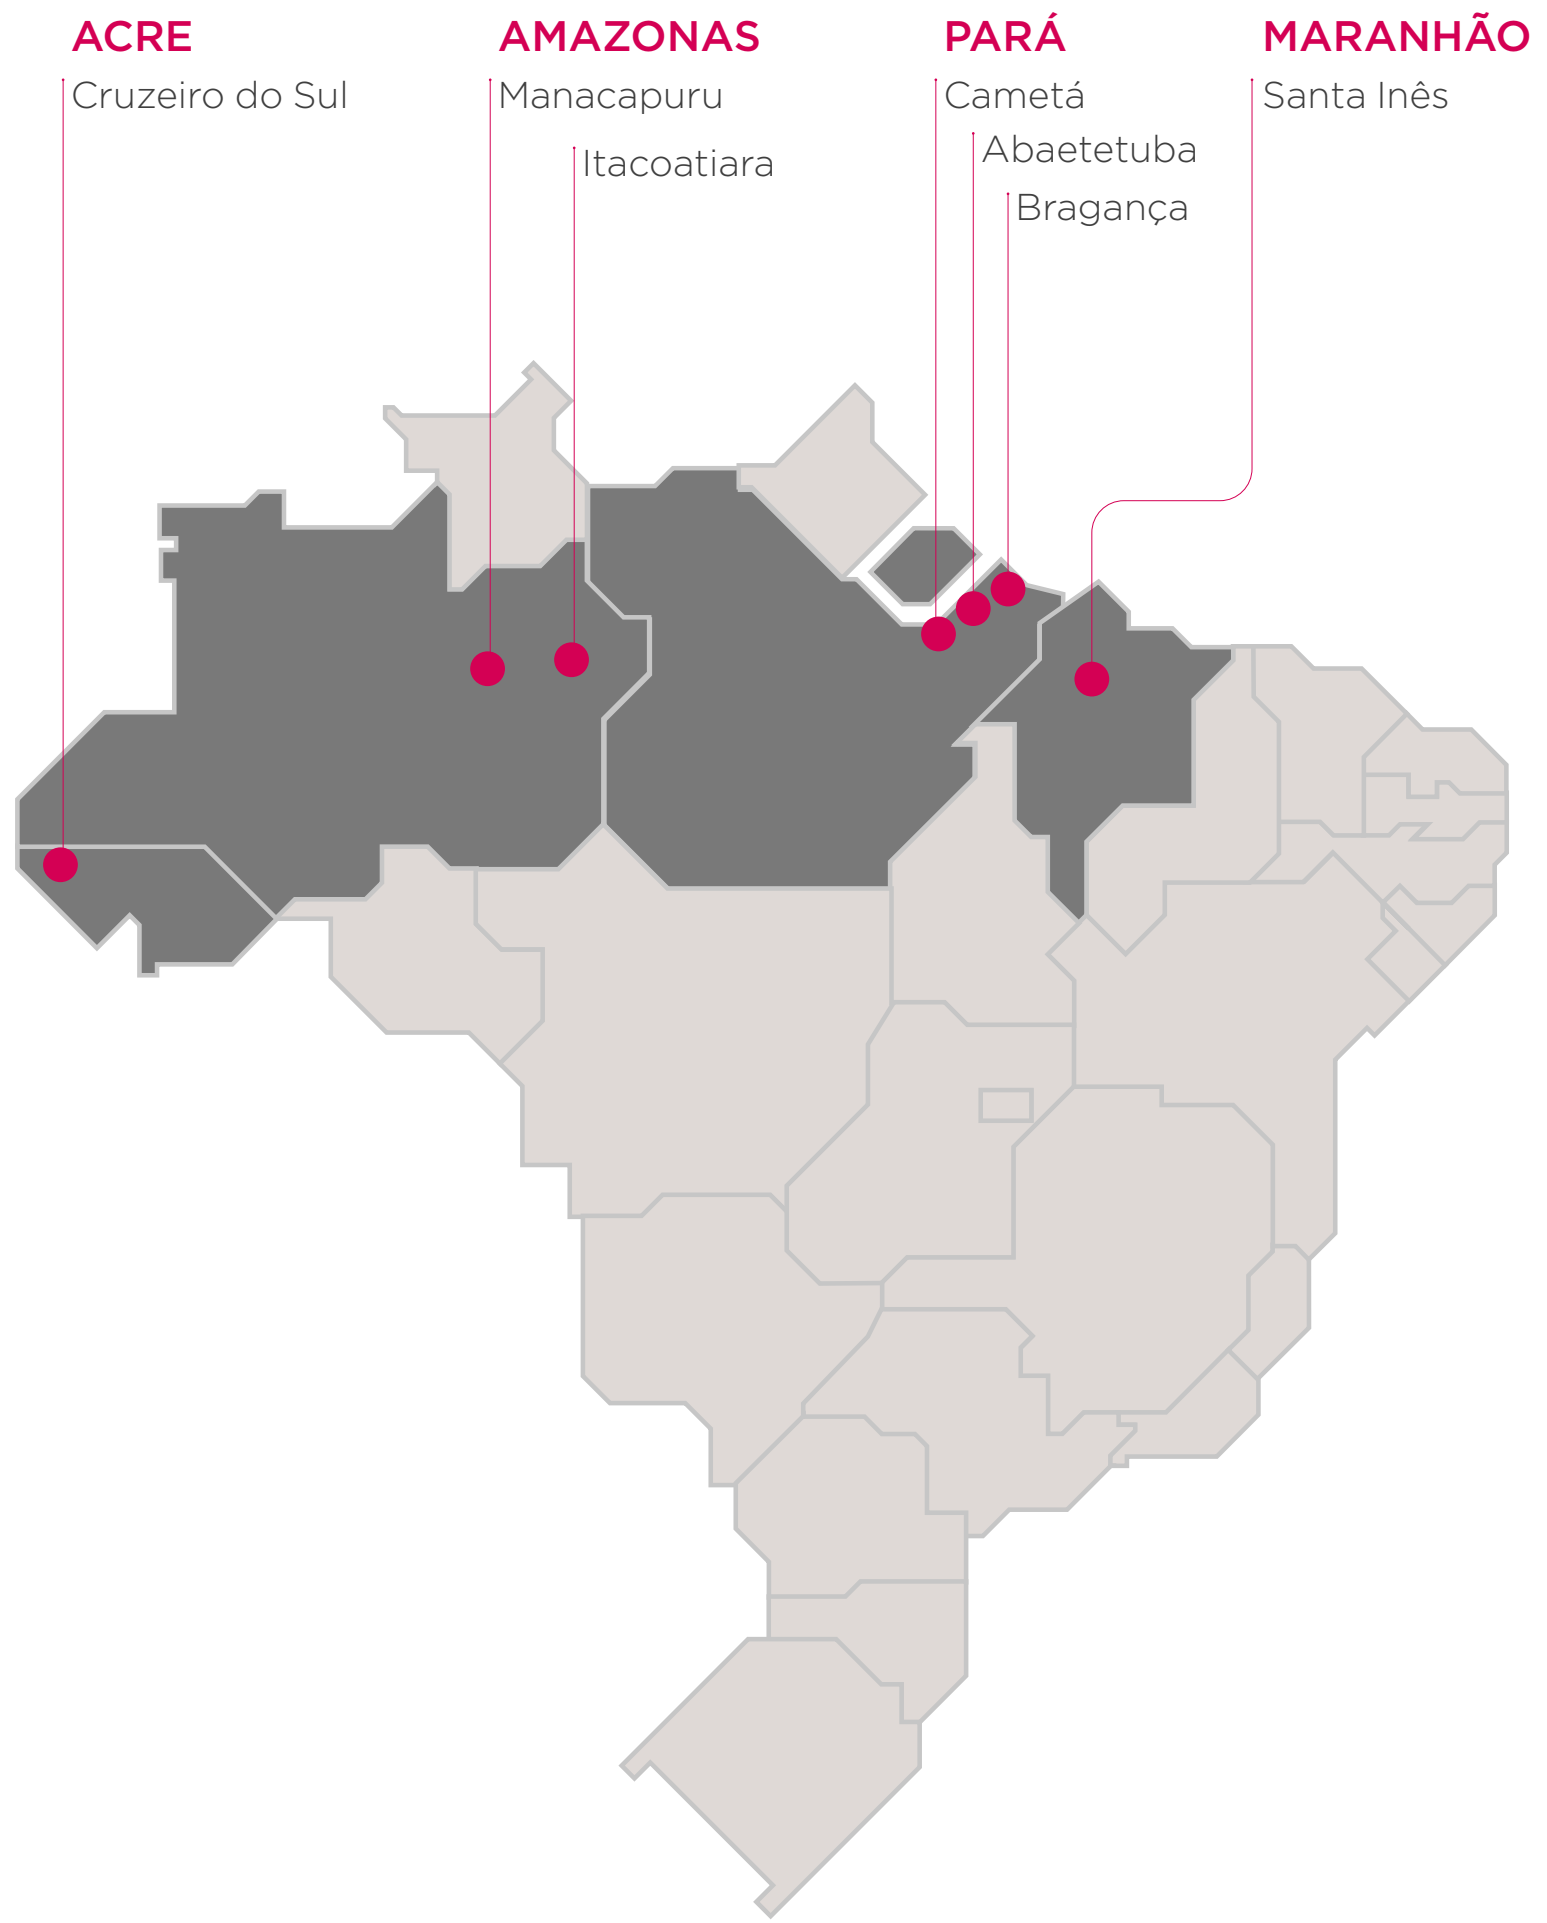 ACRE
Cruzeiro do Sul
AMAZONAS
Manacapuru
Itacoatiara
PARÁ
Cametá
Abaetetuba
Bragança
MARANHÃO
Santa Inês